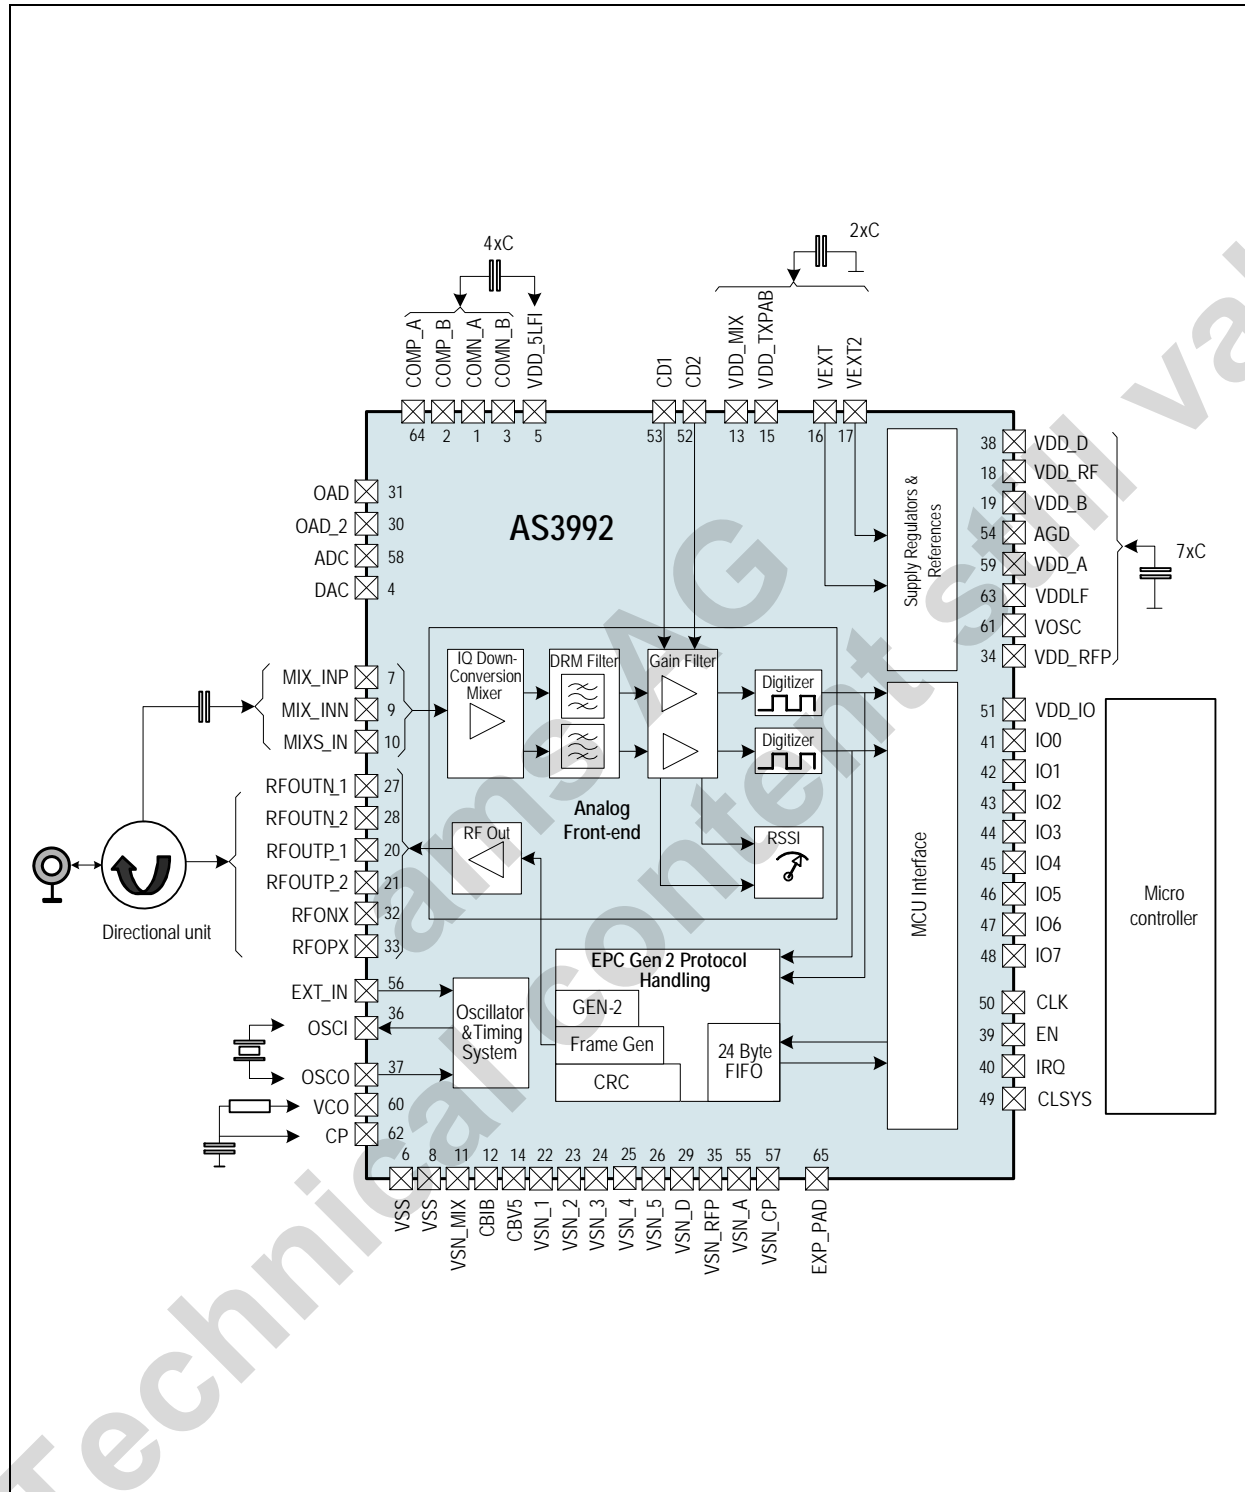 4xC
2xC
COMP_A
COMP_B
COMN_A
COMN_B
VDD_5LFI
CD1
CD2
VDD_MIX
VDD_TXPAB
VEXT
VEXT2
64
2
1
3
5
53
52
13
15
16
17
AS3992
OAD
31
OAD_2
30
ADC
58
DAC
4
MIX_INP
7
MIX_INN
9
MIXS_IN
10
RFOUTN_1
27
RFOUTN_2
28
RFOUTP_1
20
RFOUTP_2
21
RFONX
32
RFOPX
33
Directional unit
EXT_IN
56
OSCI
36
OSCO
37
VCO
60
CP
62
IQ Down-
Conversion
Mixer
DRM Filter
Gain Filter
Digitizer
Digitizer
Analog
Front-end
RF Out
RSSI
Supply Regulators &
References
MCU Interface
EPC Gen 2 Protocol
Handling
GEN-2
Frame Gen
CRC
24 Byte
FIFO
Oscillator
&Timing
System
38
VDD_D
18
VDD_RF
19
VDD_B
54
AGD
59
VDD_A
63
VDDLF
61
VOSC
34
VDD_RFP
7xC
51
VDD_IO
41
IO0
42
IO1
43
IO2
44
IO3
45
IO4
46
IO5
47
IO6
48
IO7
50
CLK
39
EN
40
IRQ
49
CLSYS
Micro
controller
6
8
11
12
14
22
23
24
25
26
29
35
55
57
65
VSS
VSS
VSN_MIX
CBIB
CBV5
VSN_1
VSN_2
VSN_3
VSN_4
VSN_5
VSN_D
VSN_RFP
VSN_A
VSN_CP
EXP_PAD
ams AG
Technical content still